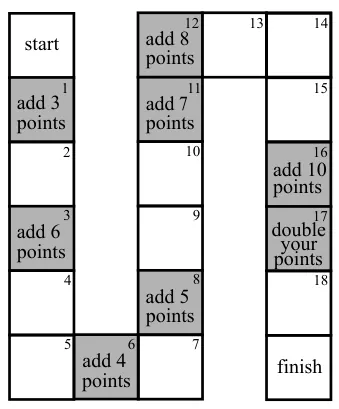 start
12
add 8
points
13
14
1
add 3
points
11
add 7
points
15
2
10
16
add 10
points
3
add 6
points
9
17
double
your
points
4
8
add 5
points
18
5
6
add 4
points
7
finish